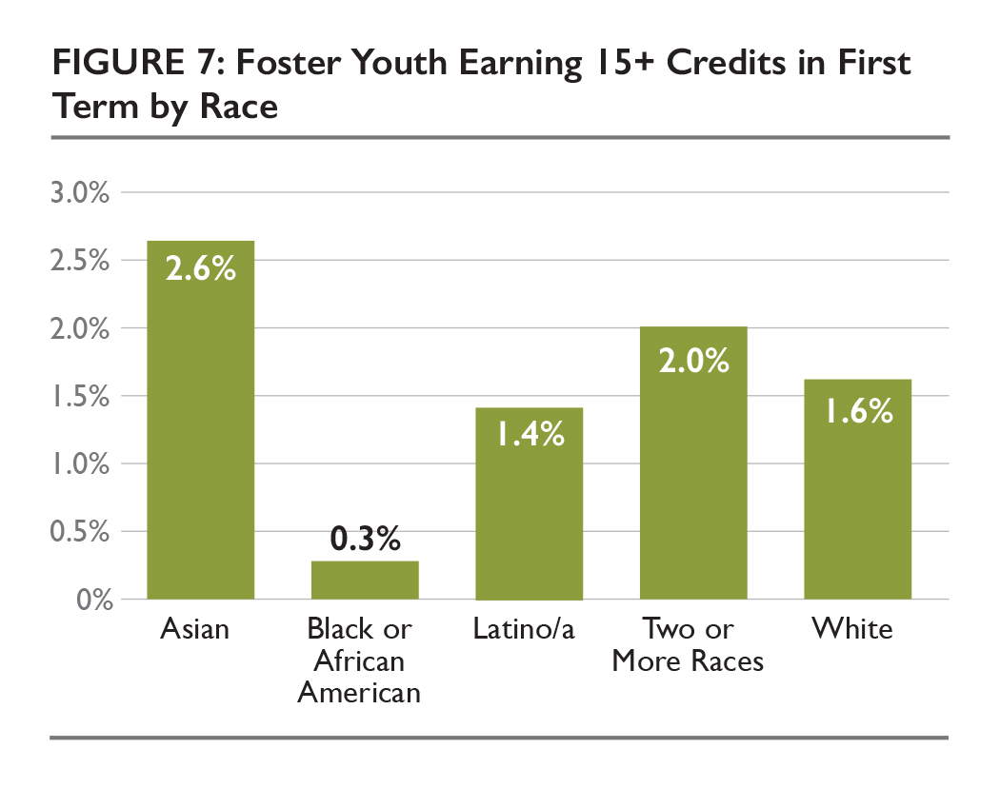 FIGURE 7: Foster Youth Earning 15+ Credits in First
Term by Race
3.0%
2.5%
2.0%
1.5%
1.0%
0.5%
0%
2.6%
0.3%
1.4%
2.0%
1.6%
Asian
Black or
African
American
Latino/a
Two or
More Races
White